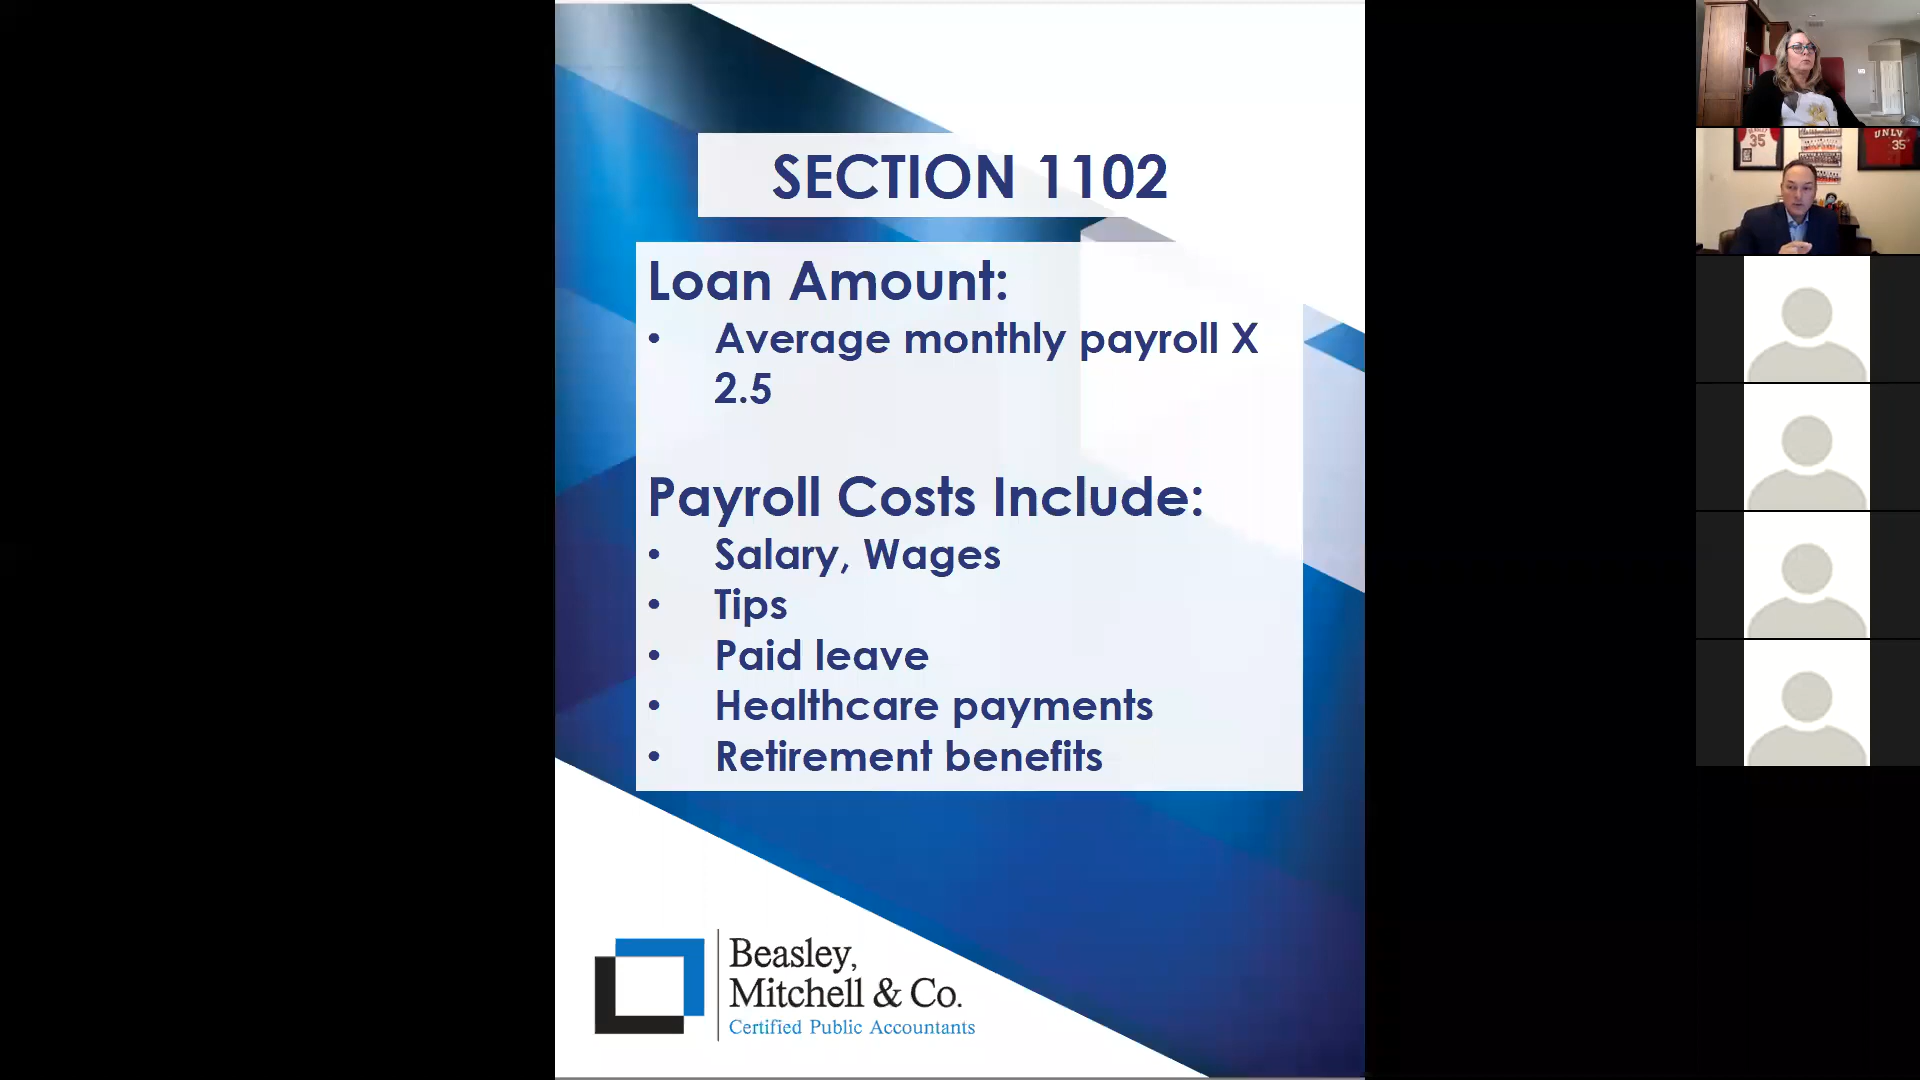 SECTION 1102
Loan Amount:
• Average monthly payroll X
2.5
Payroll Costs Include:
• Salary, Wages
• Tips
• Paid leave
• Healthcare payments
• Retirement benefits
Beasley,
Mitchell & Co.
Certified Public Accountants
35
UNLV
35